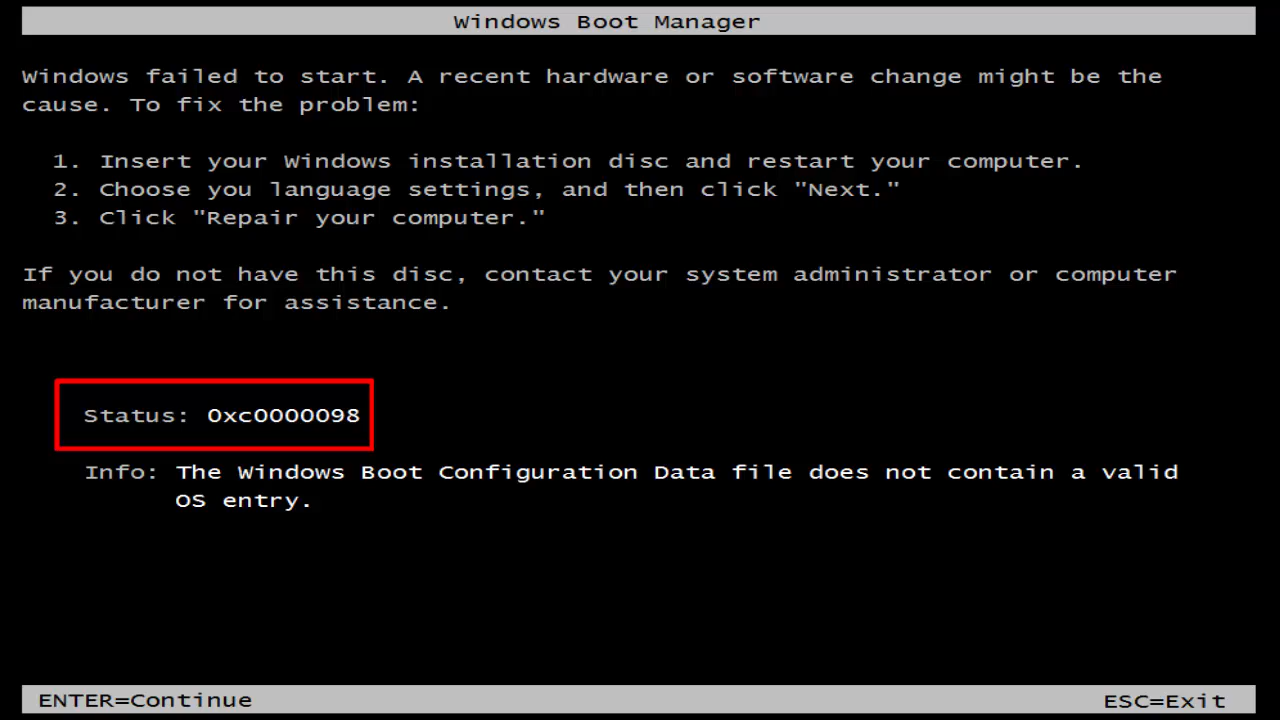 Windows Boot Manager
Windows failed to start. A recent hardware or software change might be the
cause. To fix the problem:
1. Insert your Windows installation disc and restart your computer.
2. Choose you language settings, and then click "Next."
3. Click "Repair your computer."
If you do not have this disc, contact your system administrator or computer
manufacturer for assistance.
Status: 0xc0000098
Info: The Windows Boot Configuration Data file does not contain a valid
OS entry.
ENTER=Continue ESC=Exit